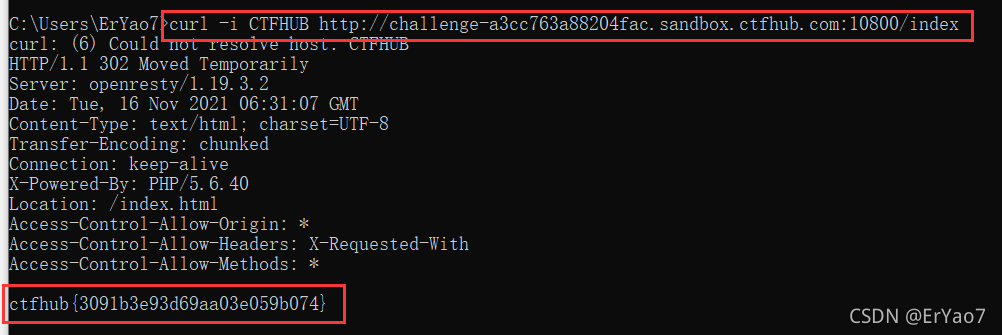 C:\Users\ErYao7>curl -i CTFHUB http://challenge-a3cc763a88204fac.sandbox.ctfhub.com:10800/index
curl: (6) Could not resolve host: CTFHUB
HTTP/1.1 302 Moved Temporarily
Server: openresty/1.19.3.2
Date: Tue, 16 Nov 2021 06:31:07 GMT
Content-Type: text/html; charset=UTF-8
Transfer-Encoding: chunked
Connection: keep-alive
X-Powered-By: PHP/5.6.40
Location: /index.html
Access-Control-Allow-Origin: *
Access-Control-Allow-Headers: X-Requested-With
Access-Control-Allow-Methods: *
ctfhub{3091b3e93d69aa03e059b074}
CSDN @ErYao7